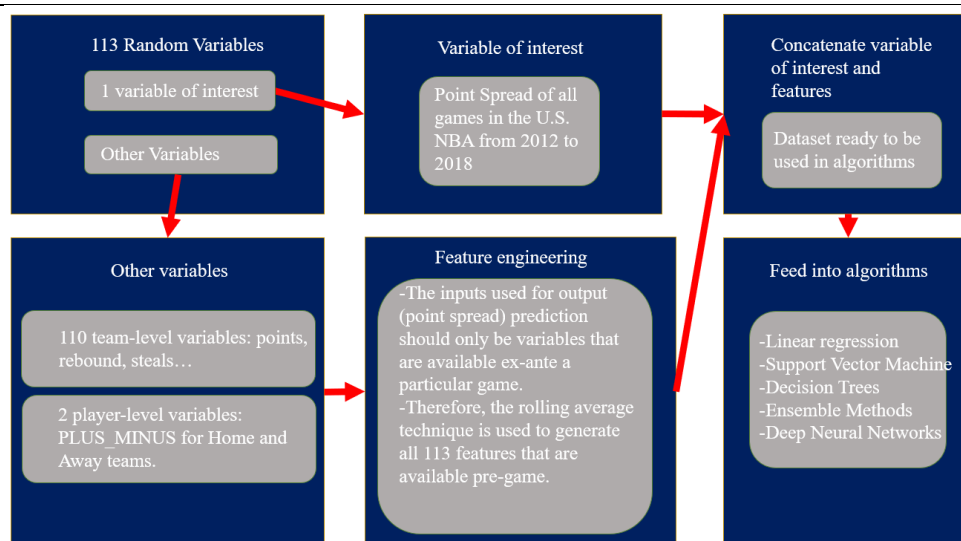 113 Random Variables
1 variable of interest
Other Variables
Variable of interest
Point Spread of all
games in the U.S.
NBA from 2012 to
2018
Concatenate variable
of interest and
features
Dataset ready to be
used in algorithms
Other variables
110 team-level variables: points,
rebound, steals…
2 player-level variables:
PLUS_MINUS for Home and
Away teams.
Feature engineering
-The inputs used for output
(point spread) prediction
should only be variables that
are available ex-ante a
particular game.
-Therefore, the rolling average
technique is used to generate
all 113 features that are
available pre-game.
Feed into algorithms
-Linear regression
-Support Vector Machine
-Decision Trees
-Ensemble Methods
-Deep Neural Networks